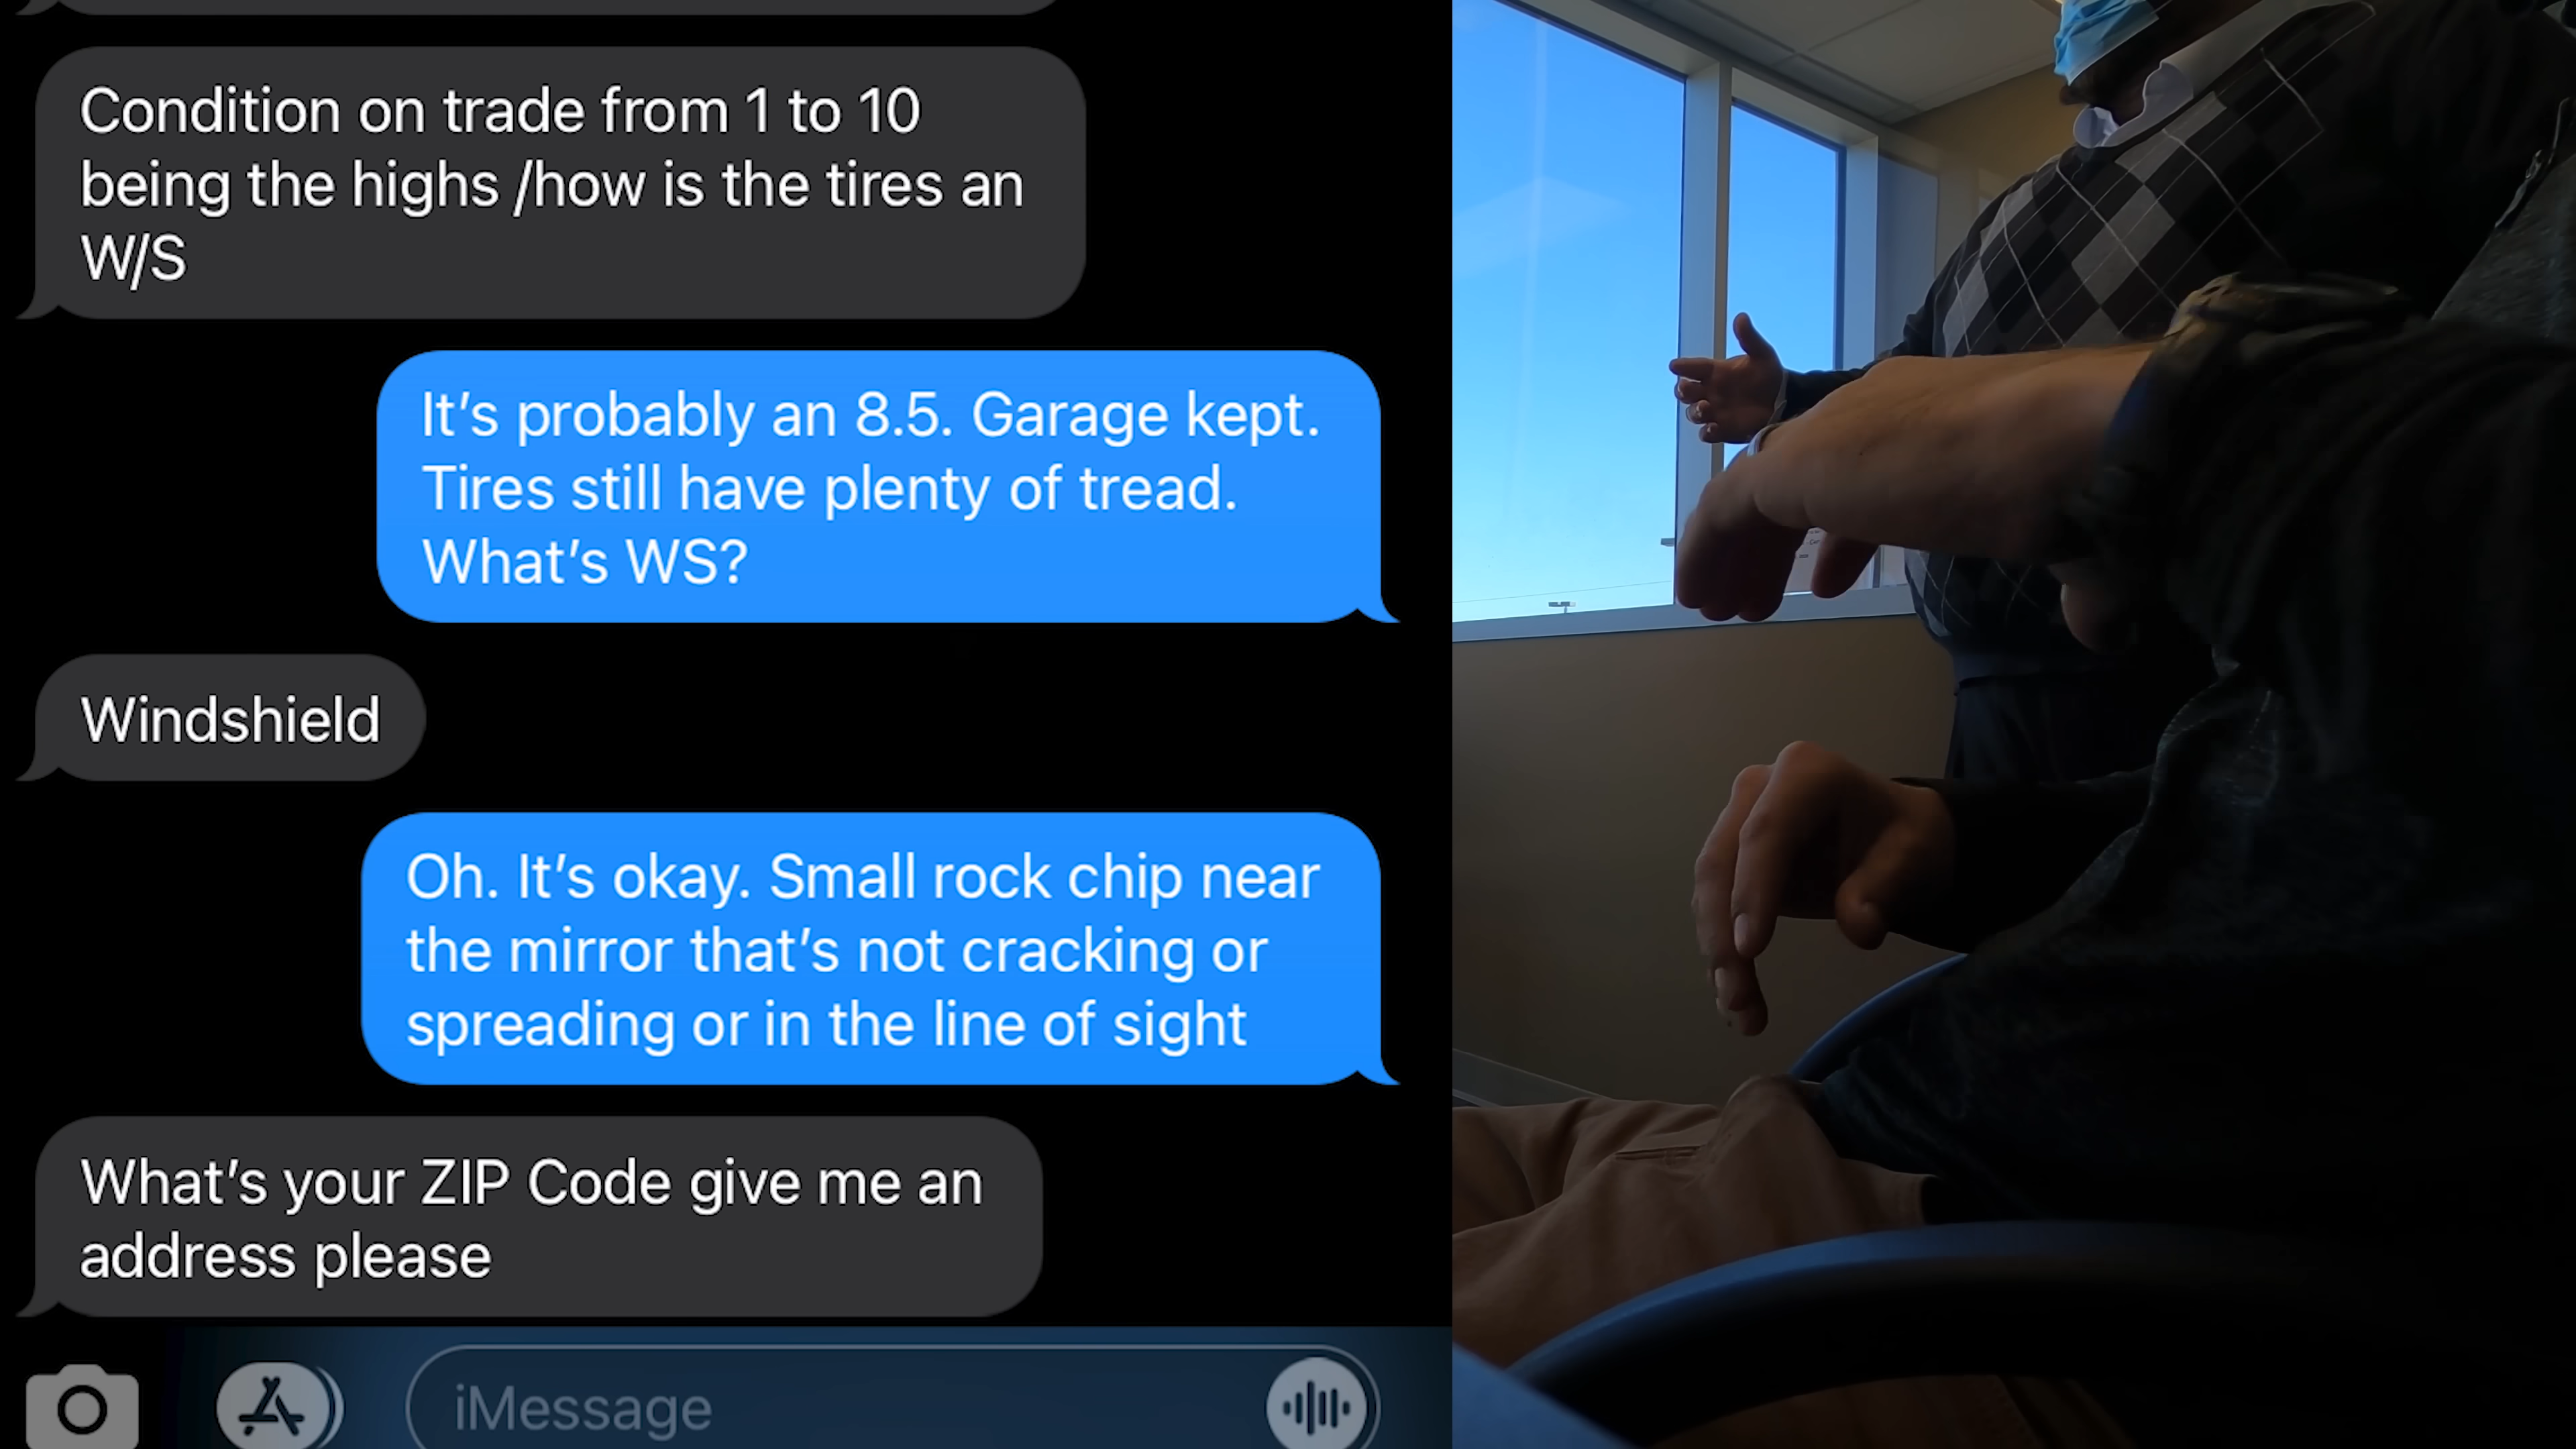 Condition on trade from 1 to 10
being the highs /how is the tires an
W/S
It’s probably an 8.5. Garage kept.
Tires still have plenty of tread.
What’s WS?
Windshield
Oh. It’s okay. Small rock chip near
the mirror that’s not cracking or
spreading or in the line of sight
What’s your ZIP Code give me an
address please
iMessage